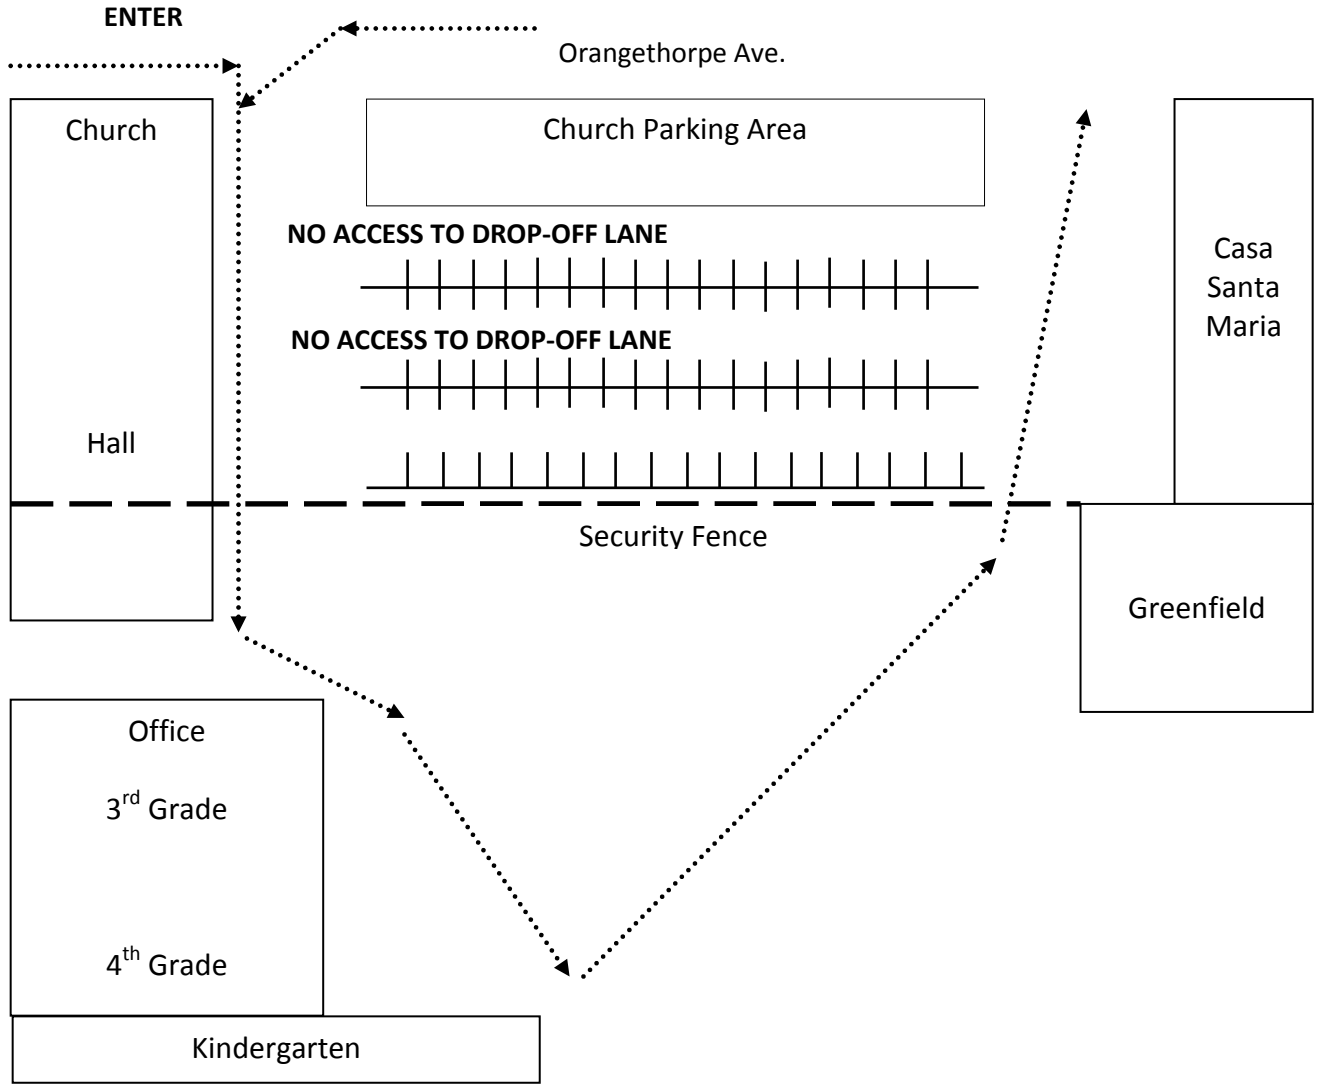 ENTER
Orangethorpe Ave.
Church
Church Parking Area
NO ACCESS TO DROP-OFF LANE
Casa
Santa
Maria
NO ACCESS TO DROP-OFF LANE
Hall
Security Fence
Greenfield
Office
3rd Grade
4th Grade
Kindergarten